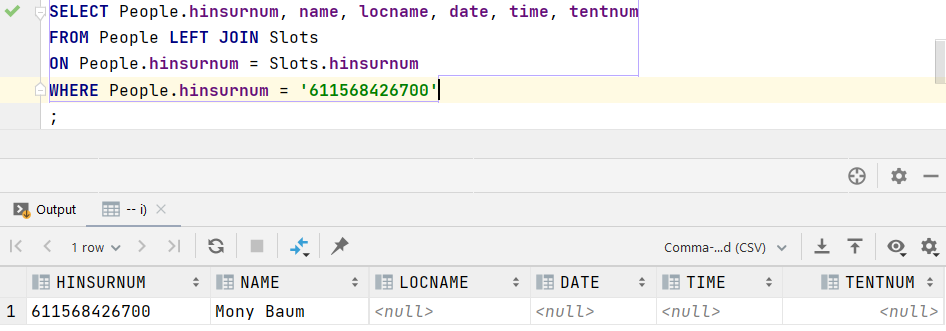 SELECT People.hinsurnum, name, locname, date, time, tentnum
FROM People LEFT JOIN Slots
ON People.hinsurnum = Slots.hinsurnum
WHERE People.hinsurnum = '611568426700'
;
Output -- i)
1 row Comma-...d (CSV)
HINSURNUM NAME LOCNAME DATE TIME TENTNUM
1 611568426700 Mony Baum <null> <null> <null> <null>